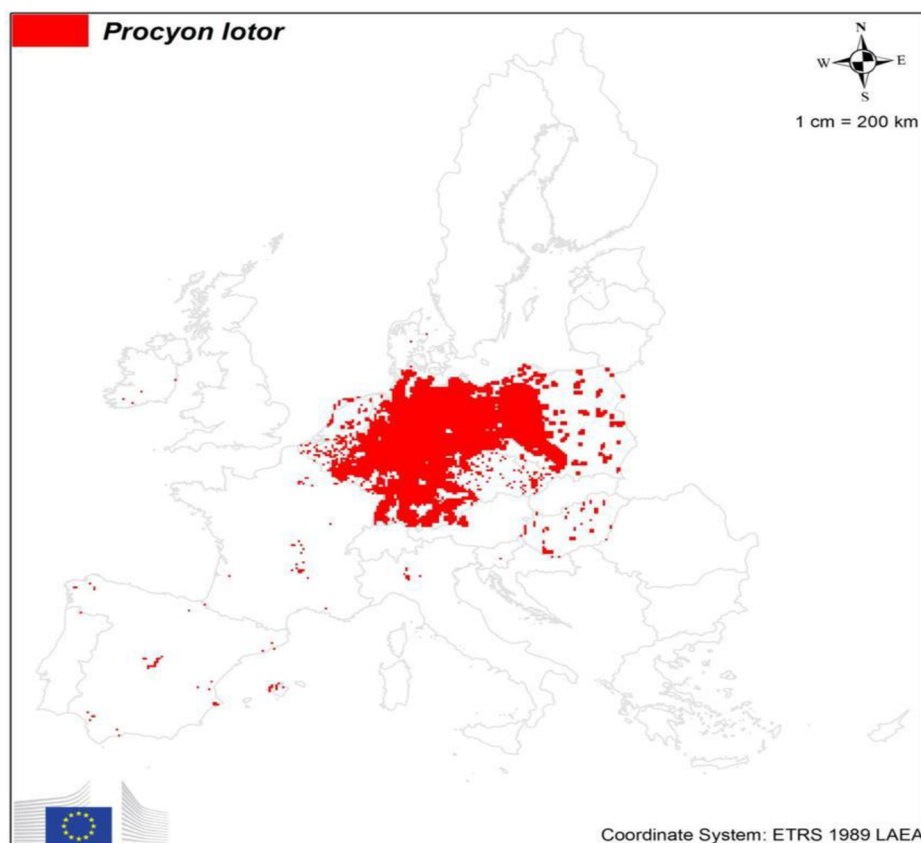 Procyon lotor
N
W E
S
1 cm = 200 km
Coordinate System: ETRS 1989 LAEA